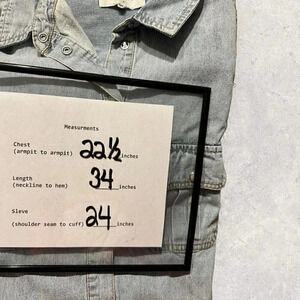 Measurments
Chest
(armpit to armpit) 22½ inches
Length
(neckline to hem) 34 inches
Sleve
(shoulder seam to cuff) 24 inches